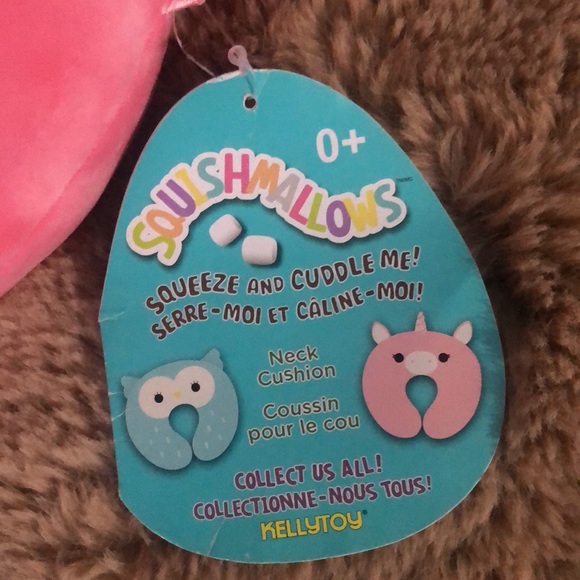 0+
SQUISHMALLOWS
SQUEEZE AND CUDDLE ME!
SERRE-MOI ET CÂLINE-MOI!
Neck
Cushion
Coussin
pour le cou
COLLECT US ALL!
COLLECTIONNE-NOUS TOUS!
KELLYTOY®